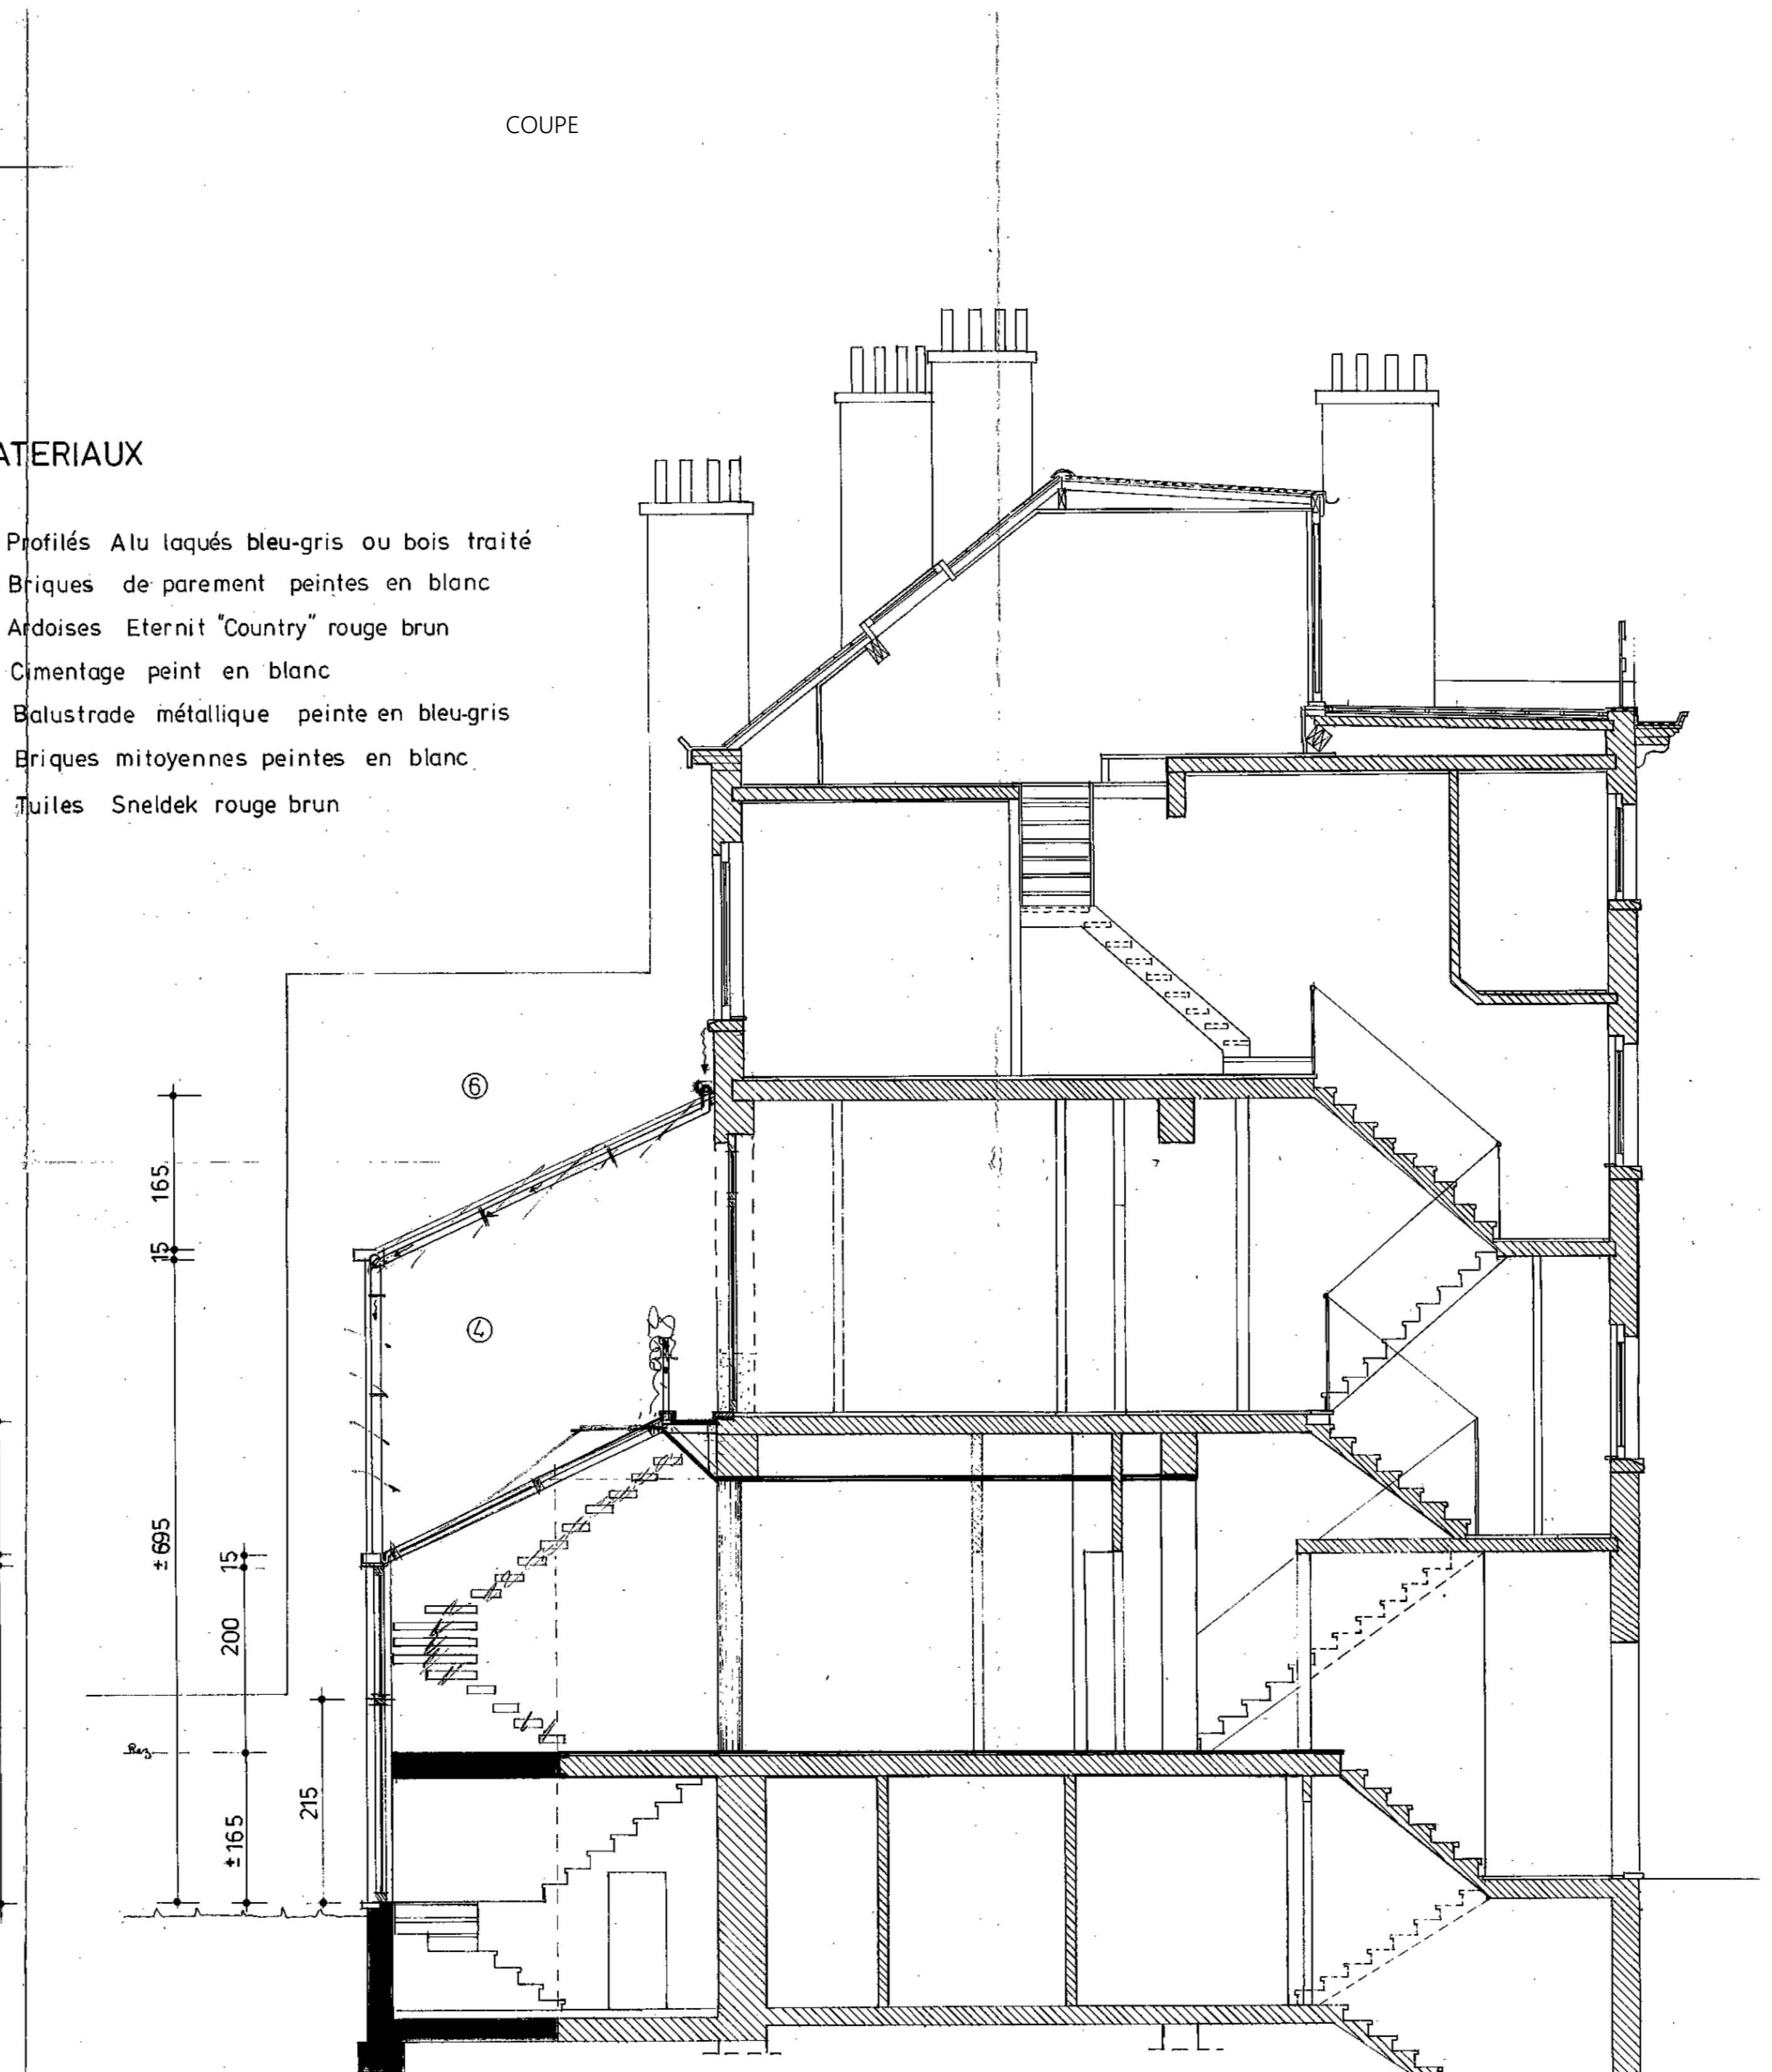 COUPE
ATERIAUX
Profilés Alu laqués bleu-gris ou bois traité
Briques de parement peintes en blanc
Ardoises Eternit "Country" rouge brun
Cimentage peint en blanc
Balustrade métallique peinte en bleu-gris
Briques mitoyennes peintes en blanc
Tuiles Sneldek rouge brun
6
165
15
4
±695
15
200
Rez
215
±165